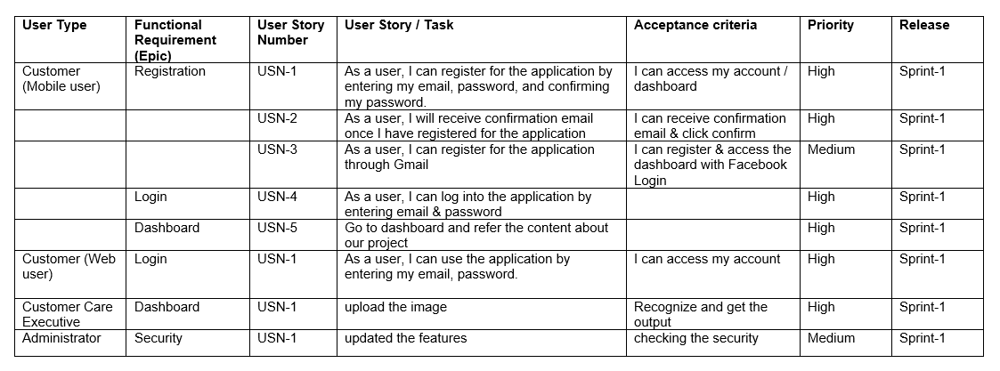 User Type Functional Requirement (Epic) User Story Number User Story / Task Acceptance criteria Priority Release
Customer (Mobile user) Registration USN-1 As a user, I can register for the application by entering my email, password, and confirming my password. I can access my account / dashboard High Sprint-1
USN-2 As a user, I will receive confirmation email once I have registered for the application I can receive confirmation email & click confirm High Sprint-1
USN-3 As a user, I can register for the application through Gmail I can register & access the dashboard with Facebook Login Medium Sprint-1
Login USN-4 As a user, I can log into the application by entering email & password High Sprint-1
Dashboard USN-5 Go to dashboard and refer the content about our project High Sprint-1
Customer (Web user) Login USN-1 As a user, I can use the application by entering my email, password. I can access my account High Sprint-1
Customer Care Executive Dashboard USN-1 upload the image Recognize and get the output High Sprint-1
Administrator Security USN-1 updated the features checking the security Medium Sprint-1